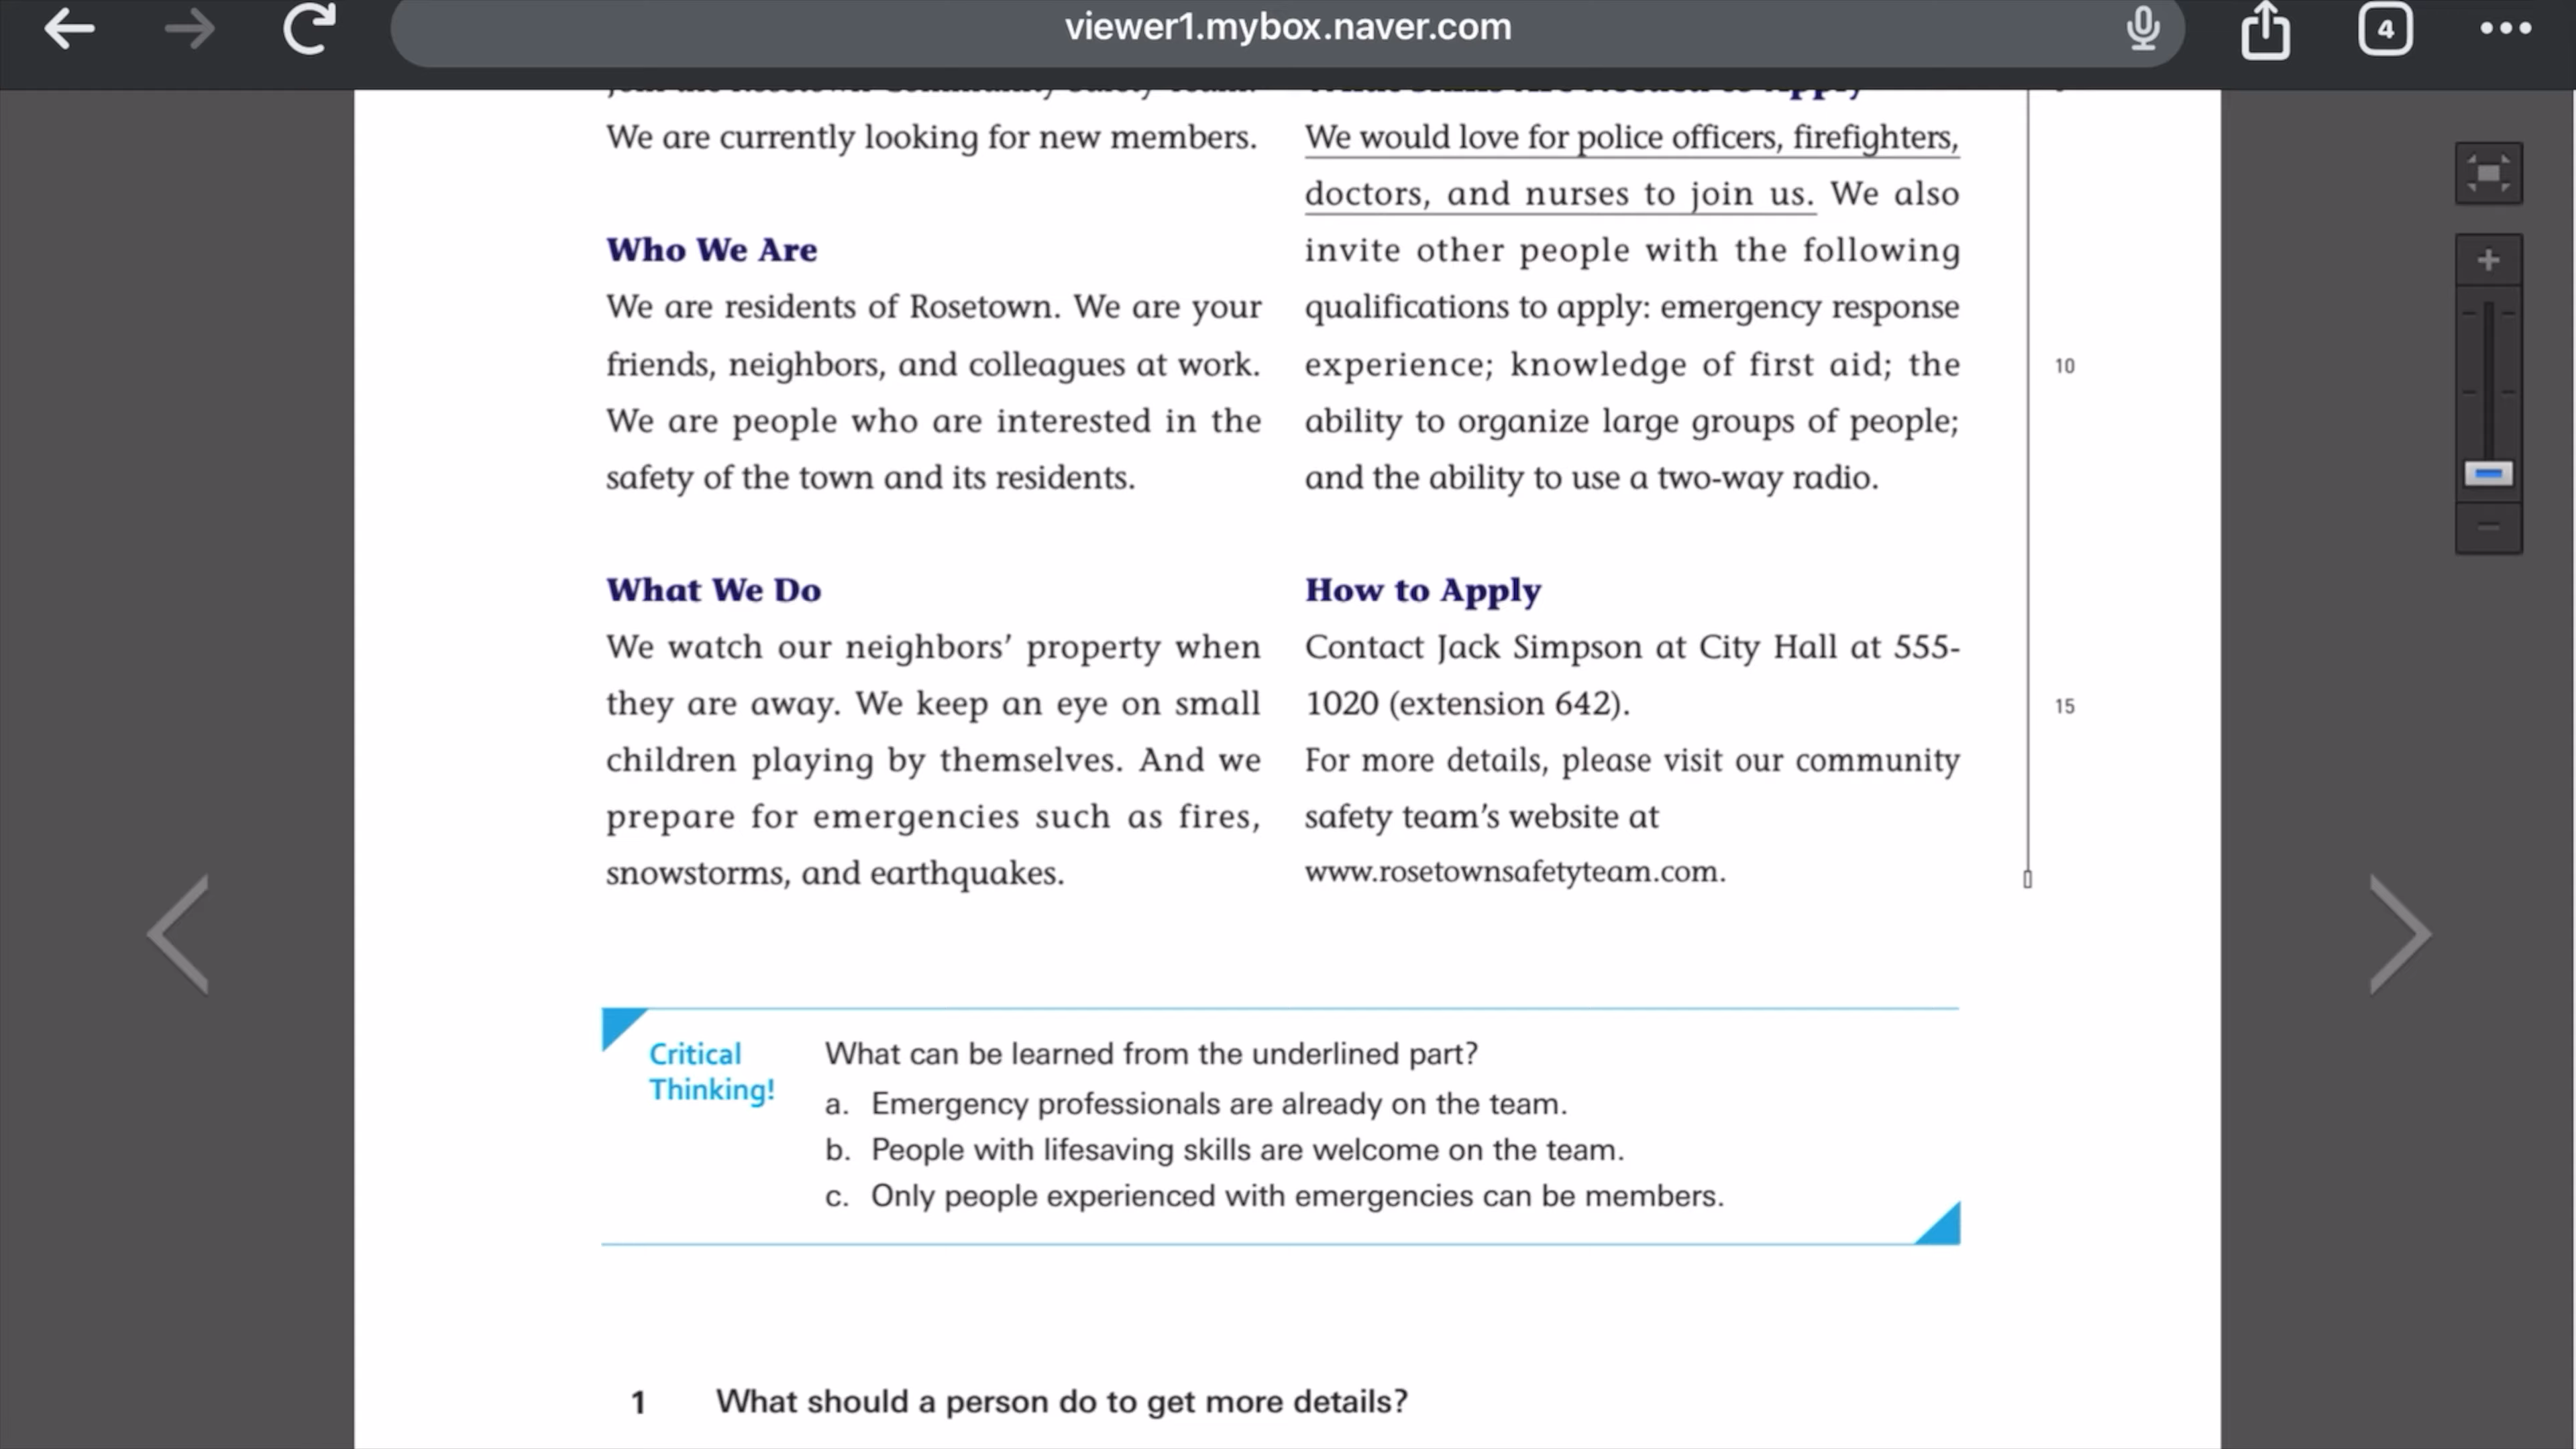 viewer1.mybox.naver.com
4
We are currently looking for new members.
Who We Are
We are residents of Rosetown. We are your
friends, neighbors, and colleagues at work.
We are people who are interested in the
safety of the town and its residents.
What We Do
We watch our neighbors’ property when
they are away. We keep an eye on small
children playing by themselves. And we
prepare for emergencies such as fires,
snowstorms, and earthquakes.
We would love for police officers, firefighters,
doctors, and nurses to join us. We also
invite other people with the following
qualifications to apply: emergency response
experience; knowledge of first aid; the
ability to organize large groups of people;
and the ability to use a two-way radio.
How to Apply
Contact Jack Simpson at City Hall at 555-
1020 (extension 642).
For more details, please visit our community
safety team’s website at
www.rosetownsafetyteam.com.
10
15
Critical
Thinking!
What can be learned from the underlined part?
a. Emergency professionals are already on the team.
b. People with lifesaving skills are welcome on the team.
c. Only people experienced with emergencies can be members.
1 What should a person do to get more details?